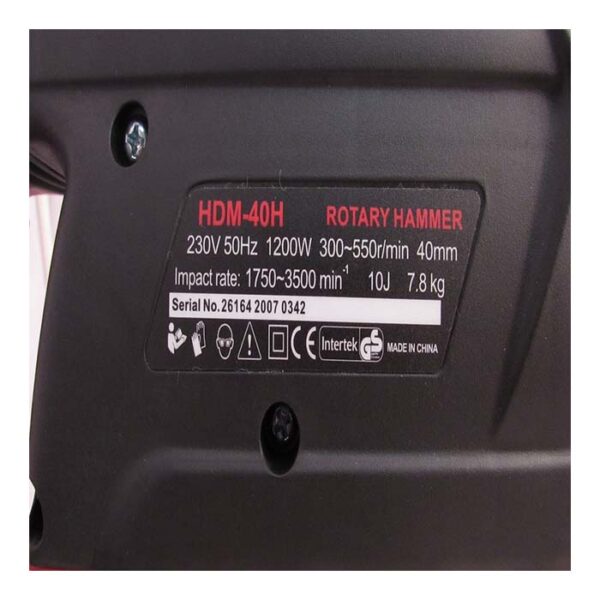 HDM-40H ROTARY HAMMER
230V 50Hz 1200W 300~550r/min 40mm
Impact rate: 1750~3500 min⁻¹ 10J 7.8 kg
Serial No.26164 2007 0342
CE Intertek GS MADE IN CHINA